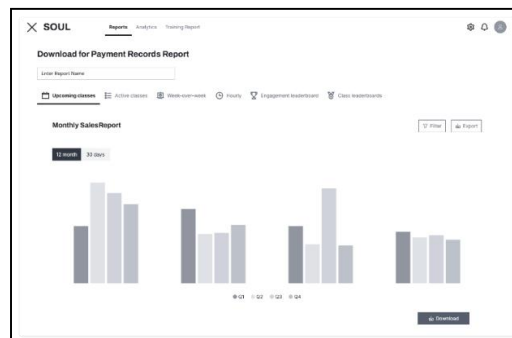 SOUL Reports Analytics Training Report
Download for Payment Records Report
Enter Report Name
Upcoming classes Active classes Week-over-week Hourly Engagement leaderboard Class leaderboards
Monthly SalesReport Filter Export
12 month 30 days
Q1 Q2 Q3 Q4
Download